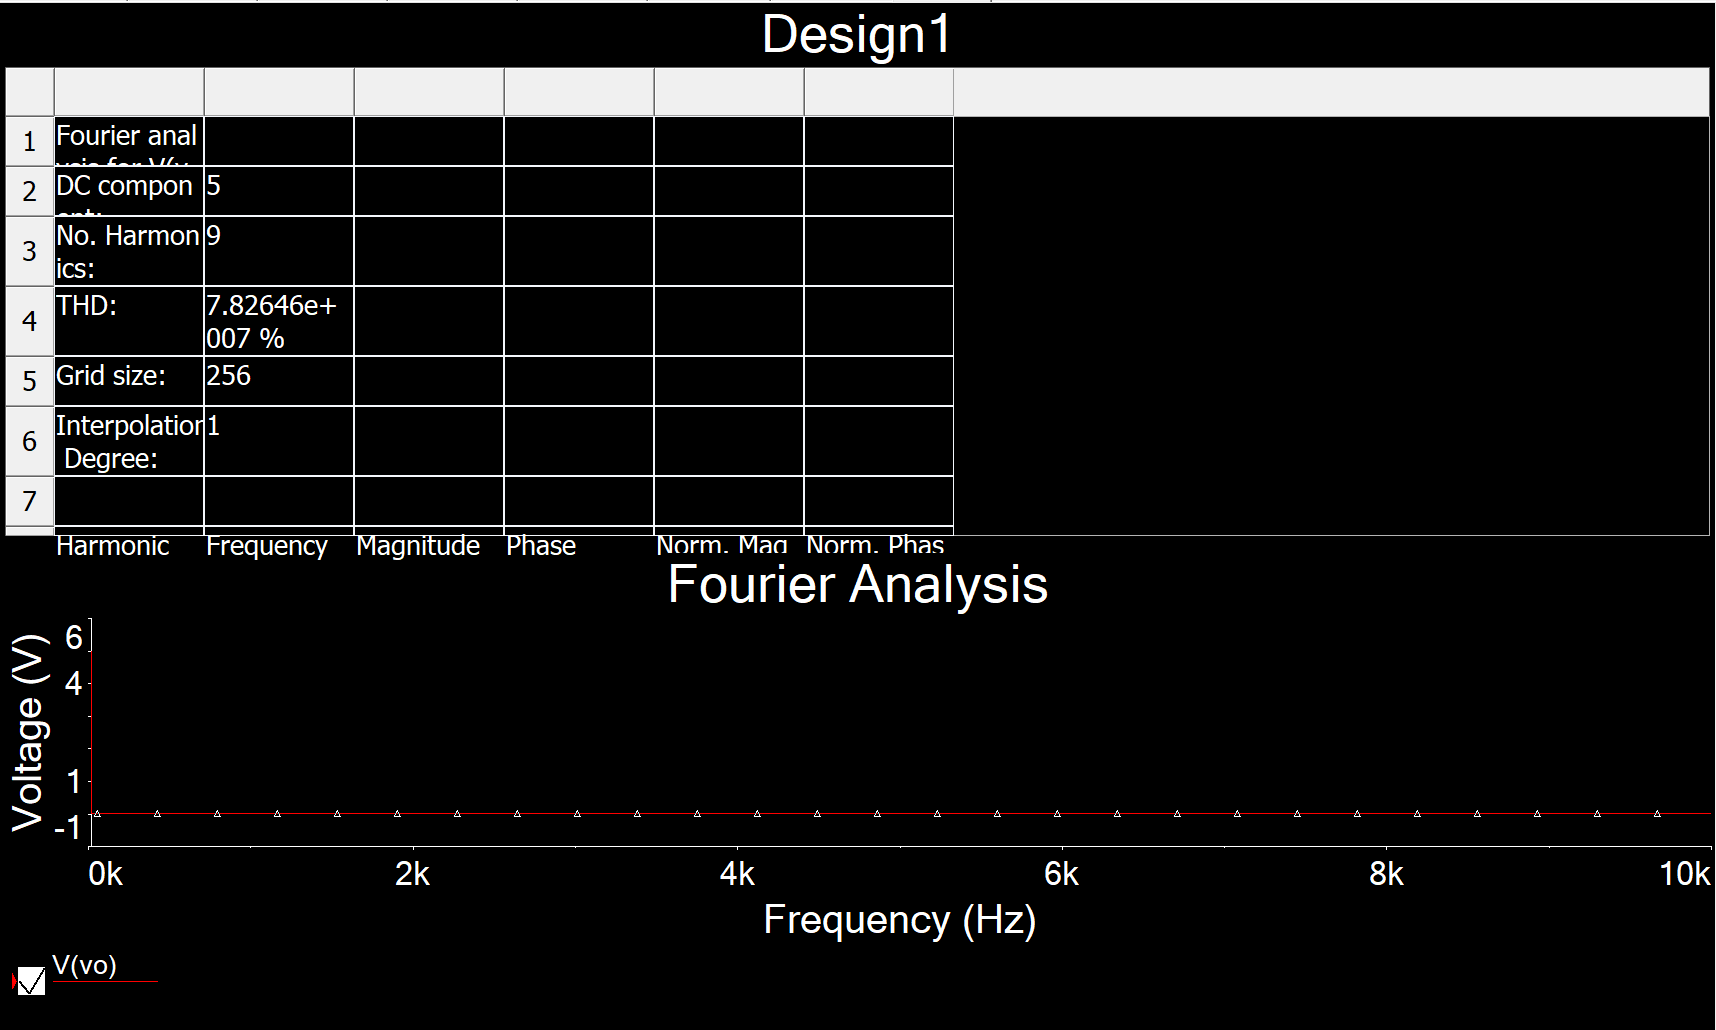 Design1
1 Fourier anal
2 DC compon 5
3 No. Harmon 9
ics:
4 THD: 7.82646e+
007 %
5 Grid size: 256
6 Interpolation 1
Degree:
7
Harmonic Frequency Magnitude Phase Norm. Mag Norm. Phas
Fourier Analysis
Voltage (V)
6
4
1
-1
0k 2k 4k 6k 8k 10k
Frequency (Hz)
V(vo)